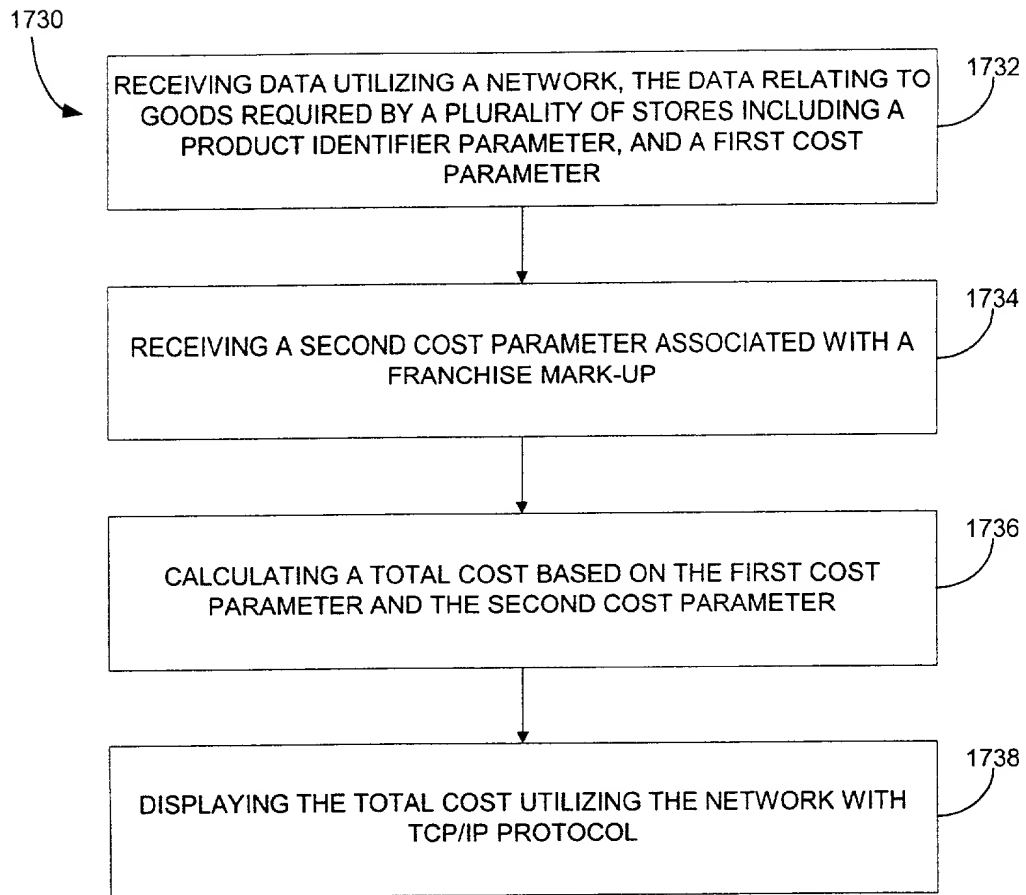 1730
1732
RECEIVING DATA UTILIZING A NETWORK, THE DATA RELATING TO
GOODS REQUIRED BY A PLURALITY OF STORES INCLUDING A
PRODUCT IDENTIFIER PARAMETER, AND A FIRST COST
PARAMETER
1734
RECEIVING A SECOND COST PARAMETER ASSOCIATED WITH A
FRANCHISE MARK-UP
1736
CALCULATING A TOTAL COST BASED ON THE FIRST COST
PARAMETER AND THE SECOND COST PARAMETER
1738
DISPLAYING THE TOTAL COST UTILIZING THE NETWORK WITH
TCP/IP PROTOCOL